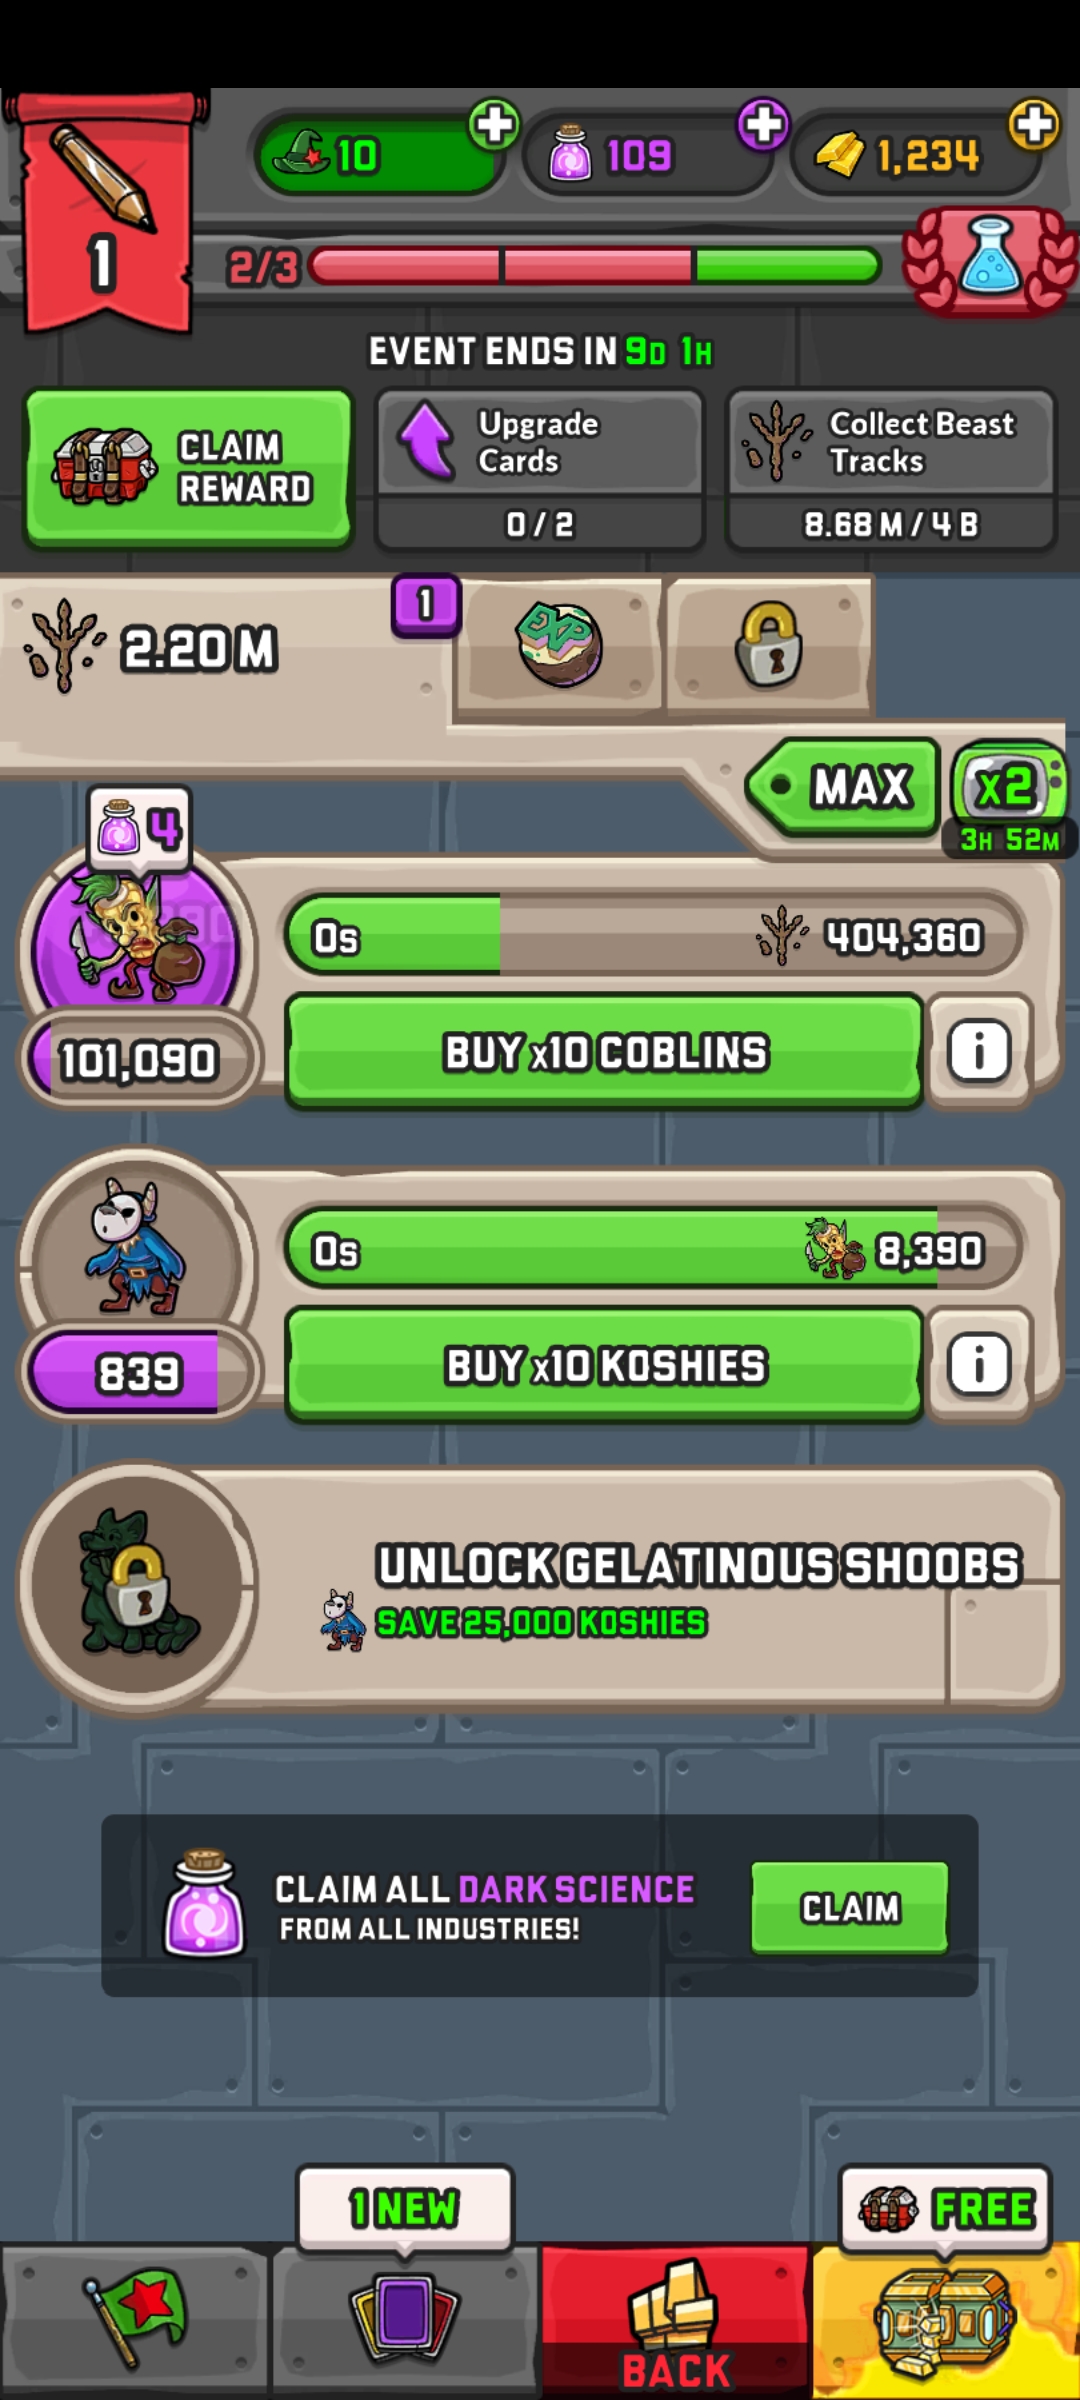 10
109
1,234
1
2/3
EVENT ENDS IN 9D 1H
CLAIM
REWARD
Upgrade
Cards
0 / 2
Collect Beast
Tracks
8.68 M / 4 B
2.20 M
1
EXP
MAX
x2
3H 52M
4
0s
404,360
101,090
BUY x10 COBLINS
i
0s
8,390
839
BUY x10 KOSHIES
i
UNLOCK GELATINOUS SHOOBS
SAVE 25,000 KOSHIES
CLAIM ALL DARK SCIENCE
FROM ALL INDUSTRIES!
CLAIM
1 NEW
FREE
BACK